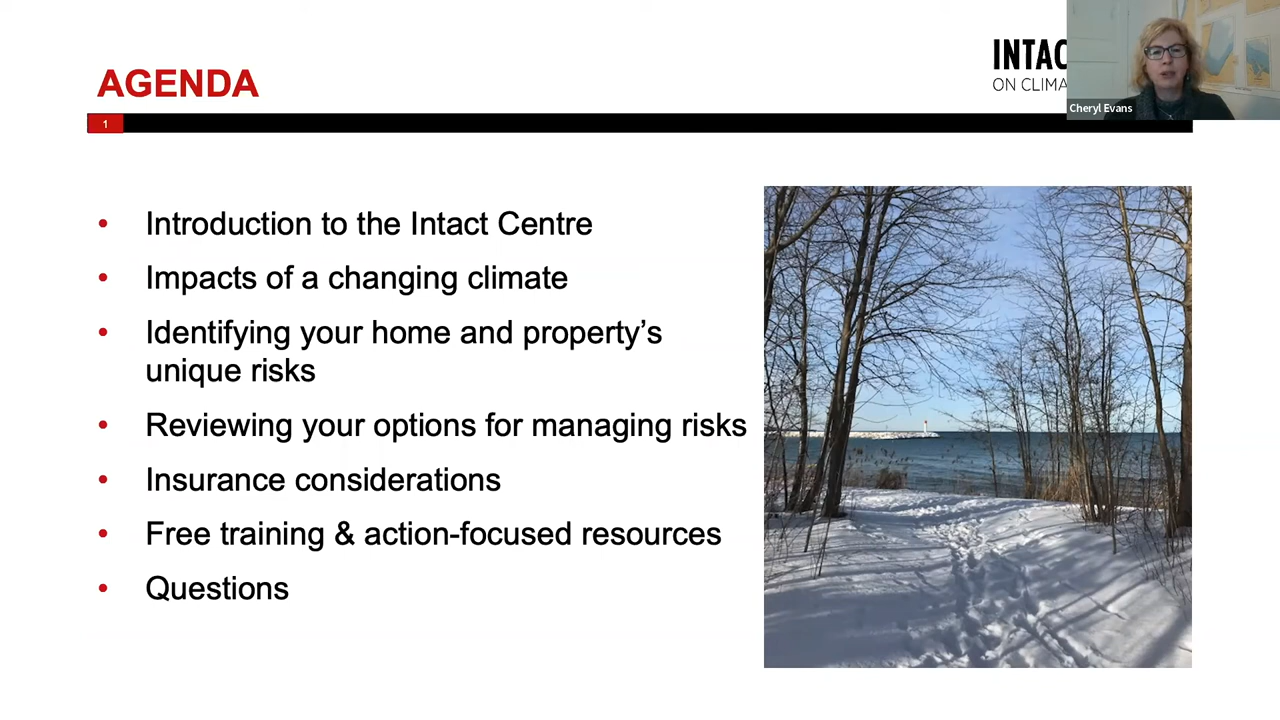 AGENDA
INTAC
ON CLIMA
Cheryl Evans
1
• Introduction to the Intact Centre
• Impacts of a changing climate
• Identifying your home and property’s
unique risks
• Reviewing your options for managing risks
• Insurance considerations
• Free training & action-focused resources
• Questions